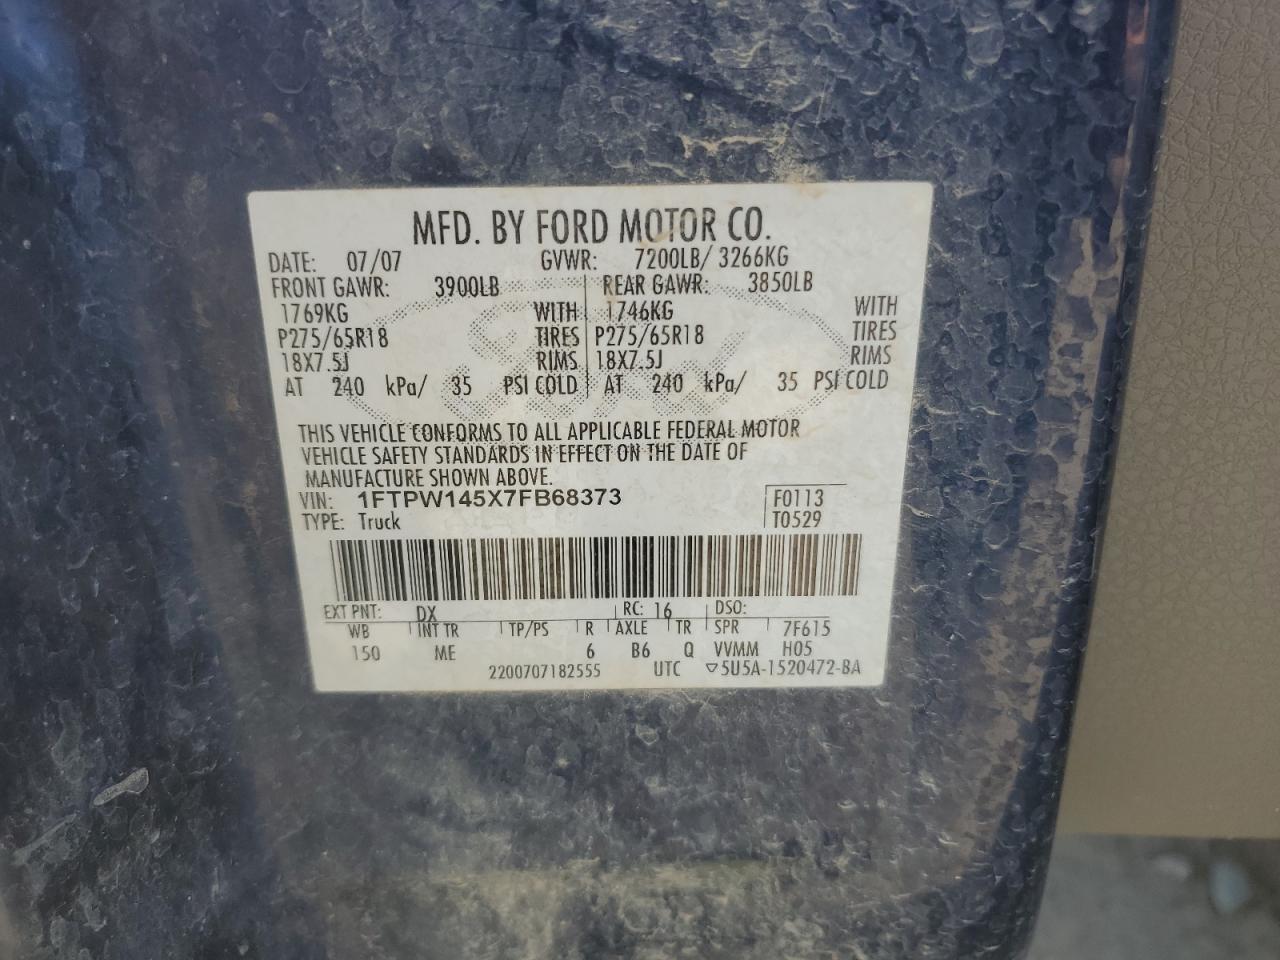 MFD. BY FORD MOTOR CO.
DATE: 07/07 GVWR: 7200LB/ 3266KG
FRONT GAWR: 3900LB REAR GAWR: 3850LB
1769KG WITH 1746KG WITH
P275/65R18 TIRES P275/65R18 TIRES
18X7.5J RIMS 18X7.5J RIMS
AT 240 kPa/ 35 PSI COLD AT 240 kPa/ 35 PSI COLD
THIS VEHICLE CONFORMS TO ALL APPLICABLE FEDERAL MOTOR
VEHICLE SAFETY STANDARDS IN EFFECT ON THE DATE OF
MANUFACTURE SHOWN ABOVE.
VIN: 1FTPW145X7FB68373 F0113
TYPE: Truck T0529
EXT PNT: DX RC: 16 DSO:
WB INT TR TP/PS R AXLE TR SPR 7F615
150 ME 6 B6 Q VVMM H05
2200707182555 UTC ▽5U5A-1520472-BA